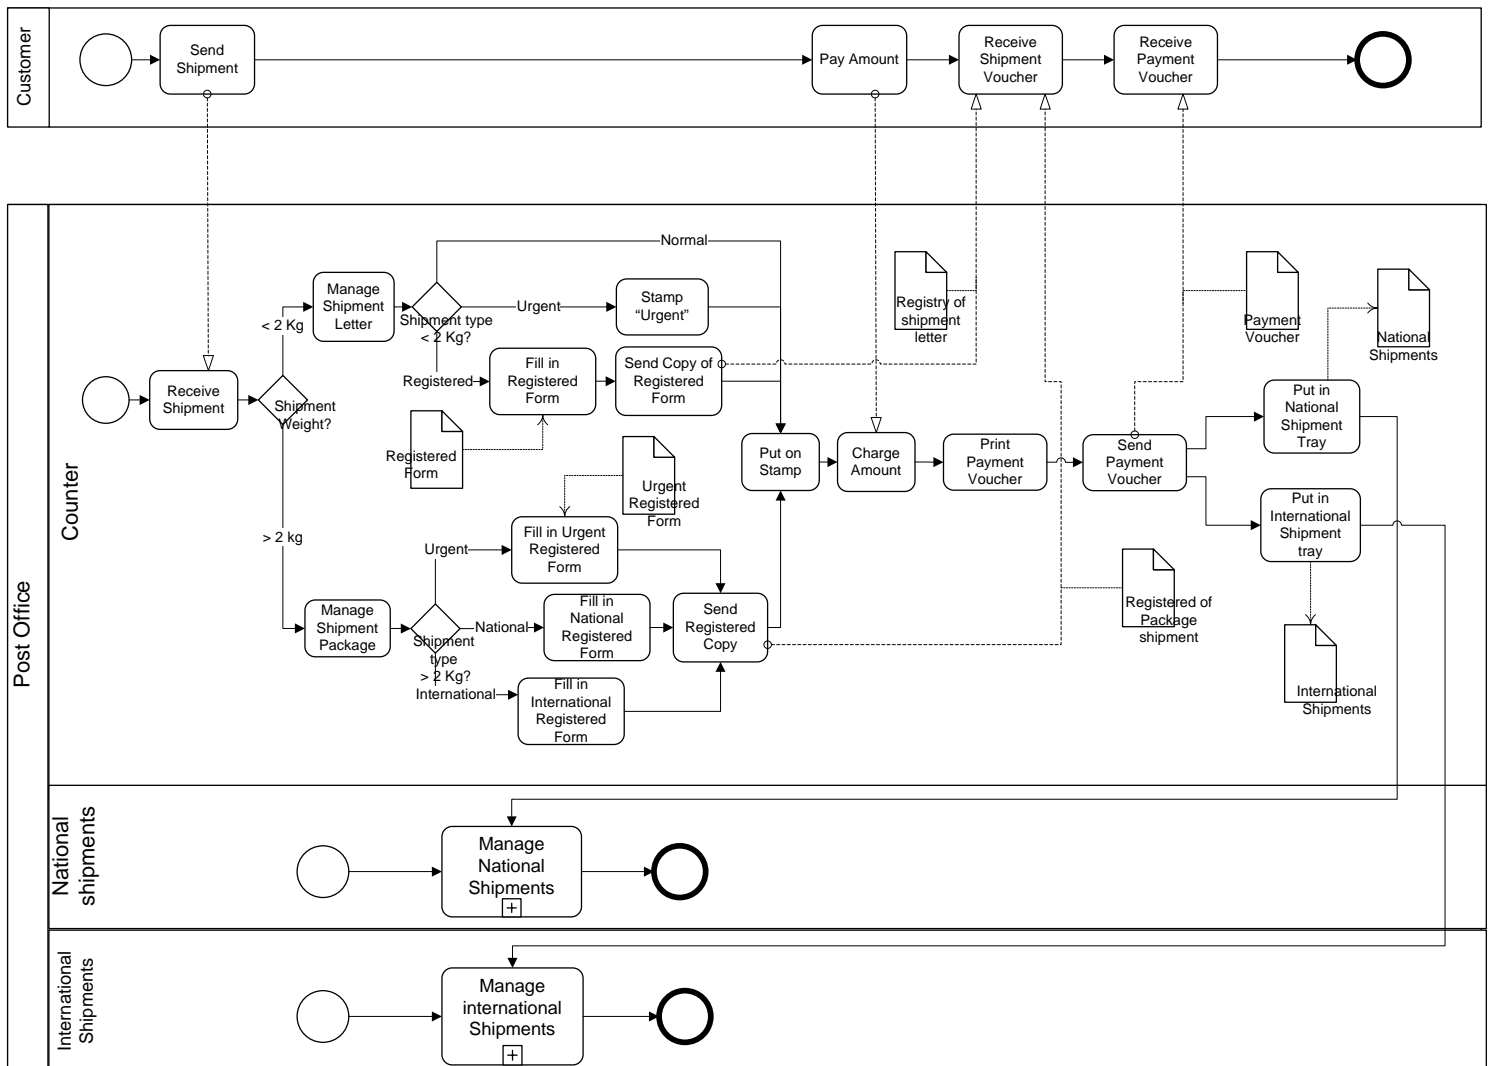 Customer
Send
Shipment
Pay Amount
Receive
Shipment
Voucher
Receive
Payment
Voucher
Post Office
Counter
Normal
Manage
Shipment
Letter
Shipment type
< 2 Kg?
Urgent
Stamp
“Urgent”
< 2 Kg
Registered
Fill in
Registered
Form
Send Copy of
Registered
Form
Registry of
shipment
letter
Payment
Voucher
National
Shipments
Receive
Shipment
Shipment
Weight?
Registered
Form
Put on
Stamp
Charge
Amount
Print
Payment
Voucher
Send
Payment
Voucher
Put in
National
Shipment
Tray
Put in
International
Shipment
tray
Urgent
Registered
Form
> 2 kg
Urgent
Fill in Urgent
Registered
Form
Manage
Shipment
Package
Shipment
type
> 2 Kg?
National
Fill in
National
Registered
Form
Send
Registered
Copy
Registered of
Package
shipment
International
Fill in
International
Registered
Form
International
Shipments
National
shipments
Manage
National
Shipments
International
Shipments
Manage
international
Shipments